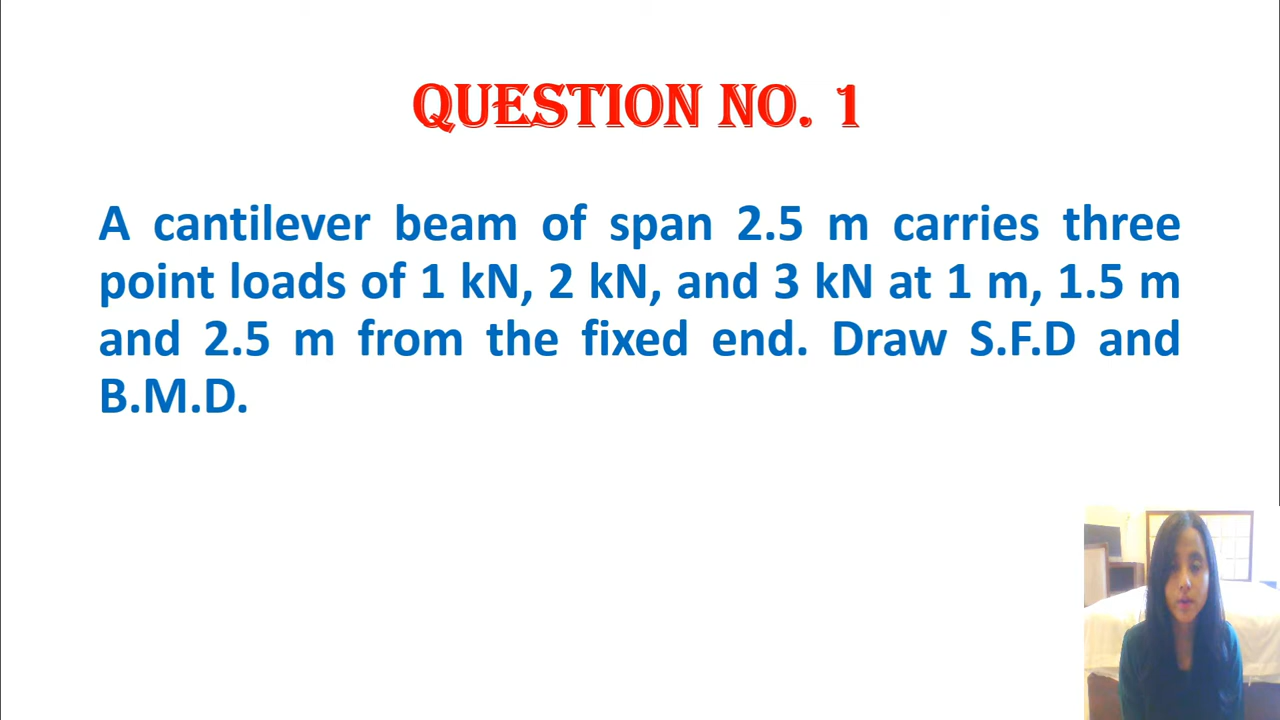 QUESTION NO. 1
A cantilever beam of span 2.5 m carries three
point loads of 1 kN, 2 kN, and 3 kN at 1 m, 1.5 m
and 2.5 m from the fixed end. Draw S.F.D and
B.M.D.